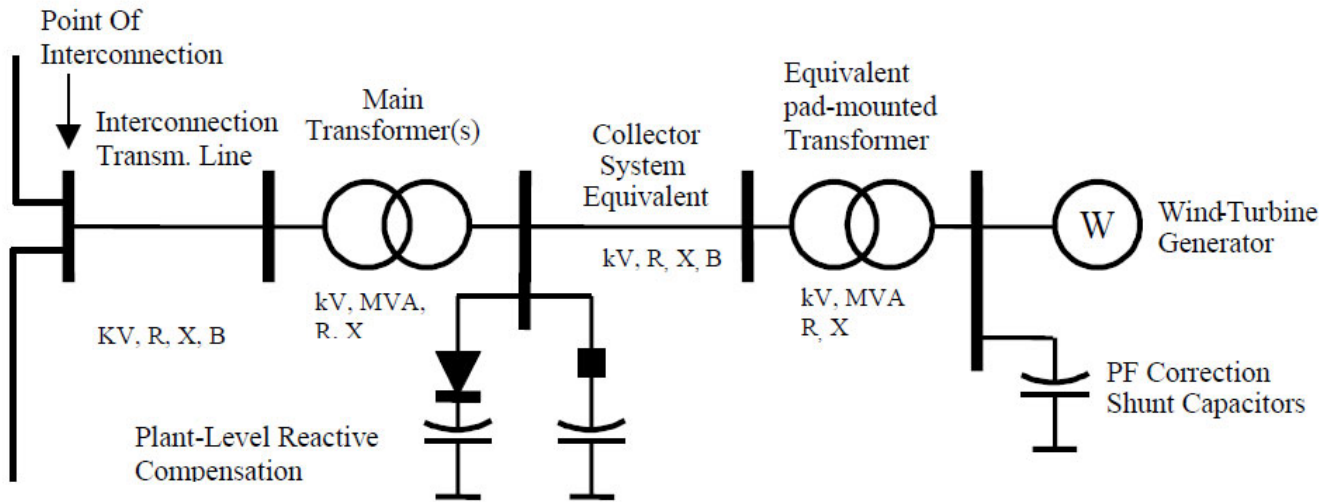 Point Of
Interconnection
Interconnection
Transm. Line
Main
Transformer(s)
Collector
System
Equivalent
Equivalent
pad-mounted
Transformer
W
Wind-Turbine
Generator
KV, R, X, B
kV, MVA,
R, X
kV, R, X, B
kV, MVA
R, X
Plant-Level Reactive
Compensation
PF Correction
Shunt Capacitors